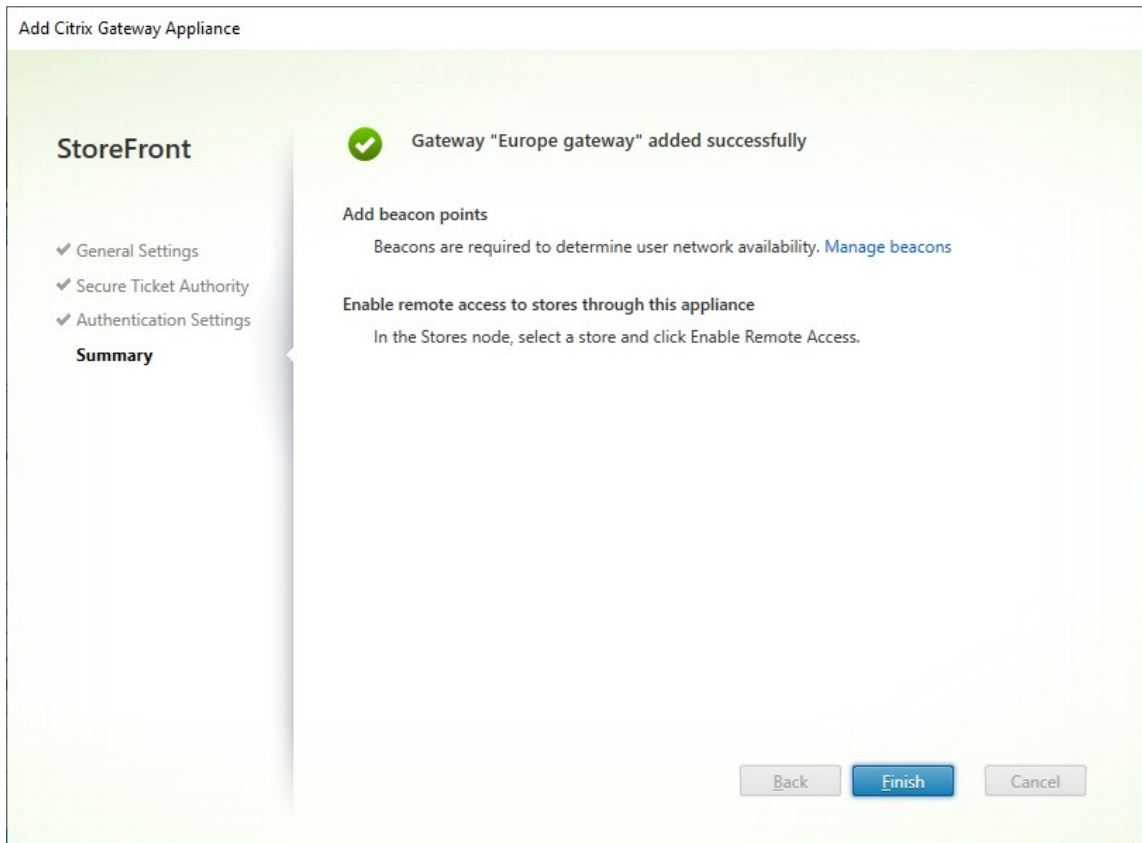 Add Citrix Gateway Appliance
StoreFront
General Settings
Secure Ticket Authority
Authentication Settings
Summary
Gateway "Europe gateway" added successfully
Add beacon points
Beacons are required to determine user network availability. Manage beacons
Enable remote access to stores through this appliance
In the Stores node, select a store and click Enable Remote Access.
Back
Finish
Cancel